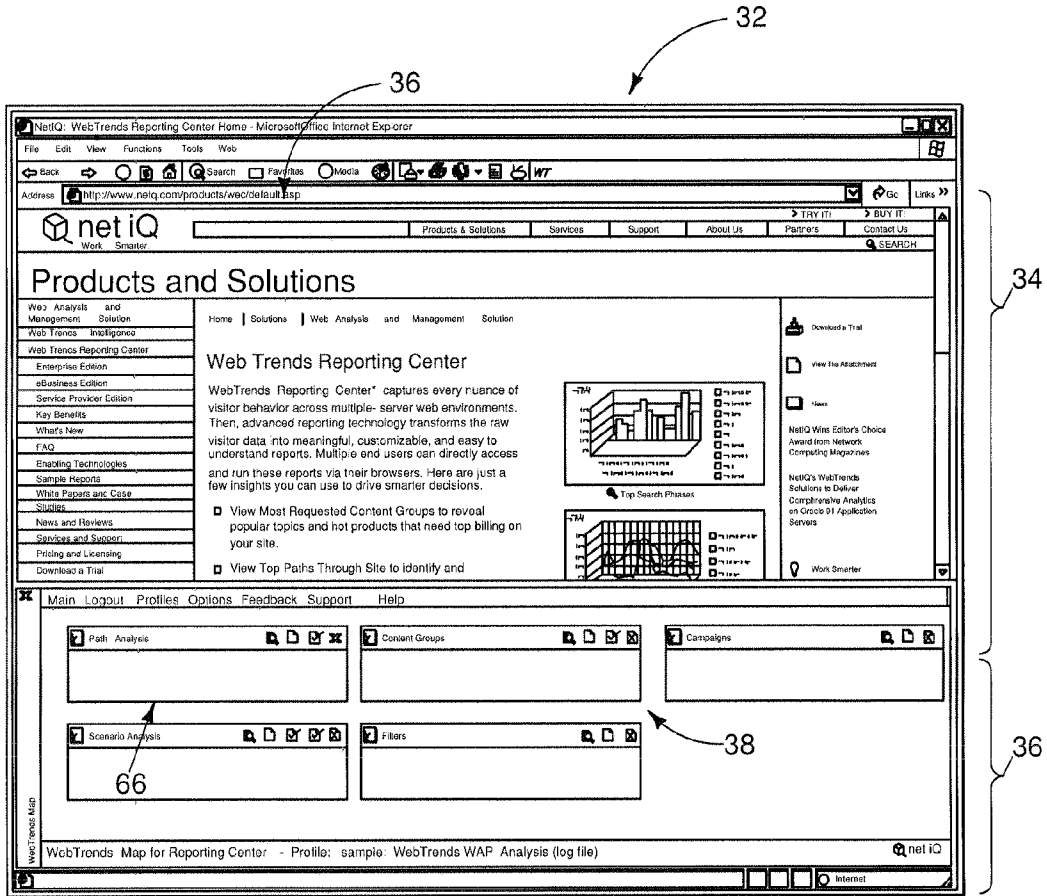 32
36
NetIQ: WebTrends Reporting Center Home - MicrosoftOffice Internet Exporer
File Edit View Functions Tools Web
Back Search Favorites Media WT
Address http://www.netq.com/products/wec/default.asp Go Links »
net iQ
Work Smarter.
> TRY IT! > BUY IT:
Products & Solutions Services Support About Us Partners Contact Us
SEARCH
34
Products and Solutions
Web Analysis and
Management Solution
Web Trends Intelligence
Web Trends Reporting Center
Enterprise Edition
eBusiness Edition
Service Provider Edition
Key Benefits
What's New
FAQ
Enabling Technologies
Sample Reports
White Papers and Case
Studies
News and Reviews
Services and Support
Pricing and Licensing
Download a Trial
Home | Solutions | Web Analysis and Management Solution
Web Trends Reporting Center
WebTrends Reporting Center* captures every nuance of
visitor behavior across multiple- server web environments.
Then, advanced reporting technology transforms the raw
visitor data into meaningful, customizable, and easy to
understand reports. Multiple end users can directly access
and run these reports via their browsers. Here are just a
few insights you can use to drive smarter decisions.
View Most Requested Content Groups to reveal
popular topics and hot products that need top billing on
your site.
View Top Paths Through Site to identify and
Top Search Phrases
Download a Trail
View The Attatchment
News
NetIQ Wins Editor's Choice
Award from Network
Computing Magazines
NetIQ's WebTrends
Solutions to Deliver
Comphrensive Analytics
on Oracle 91 Application
Servers
Work Smarter
Main Logout Profiles Options Feedback Support Help
Path Analysis
Content Groups
Campaigns
Scenario Analysis
Filters
66
38
36
WebTrends Map
WebTrends Map for Reporting Center - Profile: sample: WebTrends WAP Analysis (log file)
net iQ
Internet